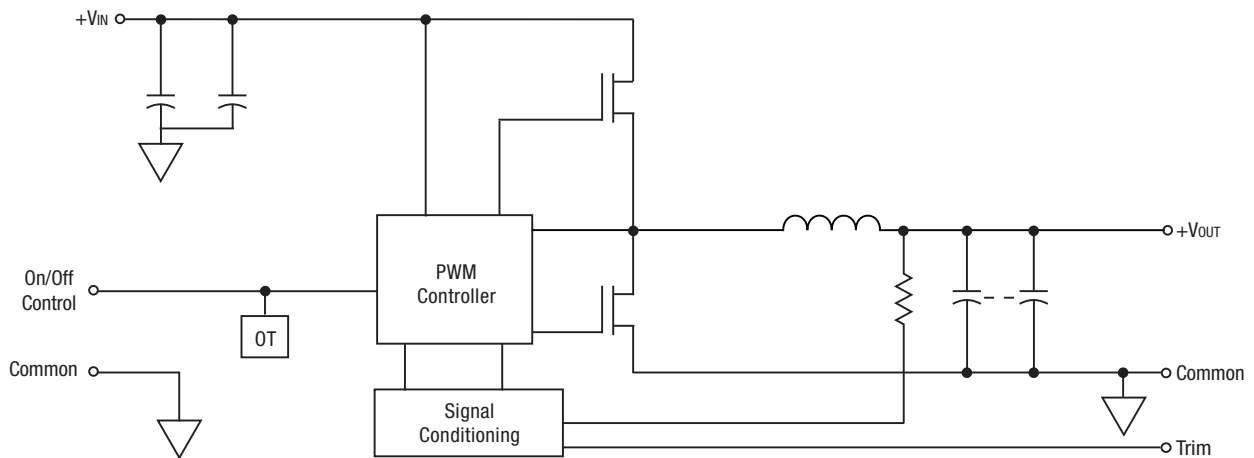 +VIN
+VOUT
On/Off
Control
PWM
Controller
OT
Common
Common
Signal
Conditioning
Trim